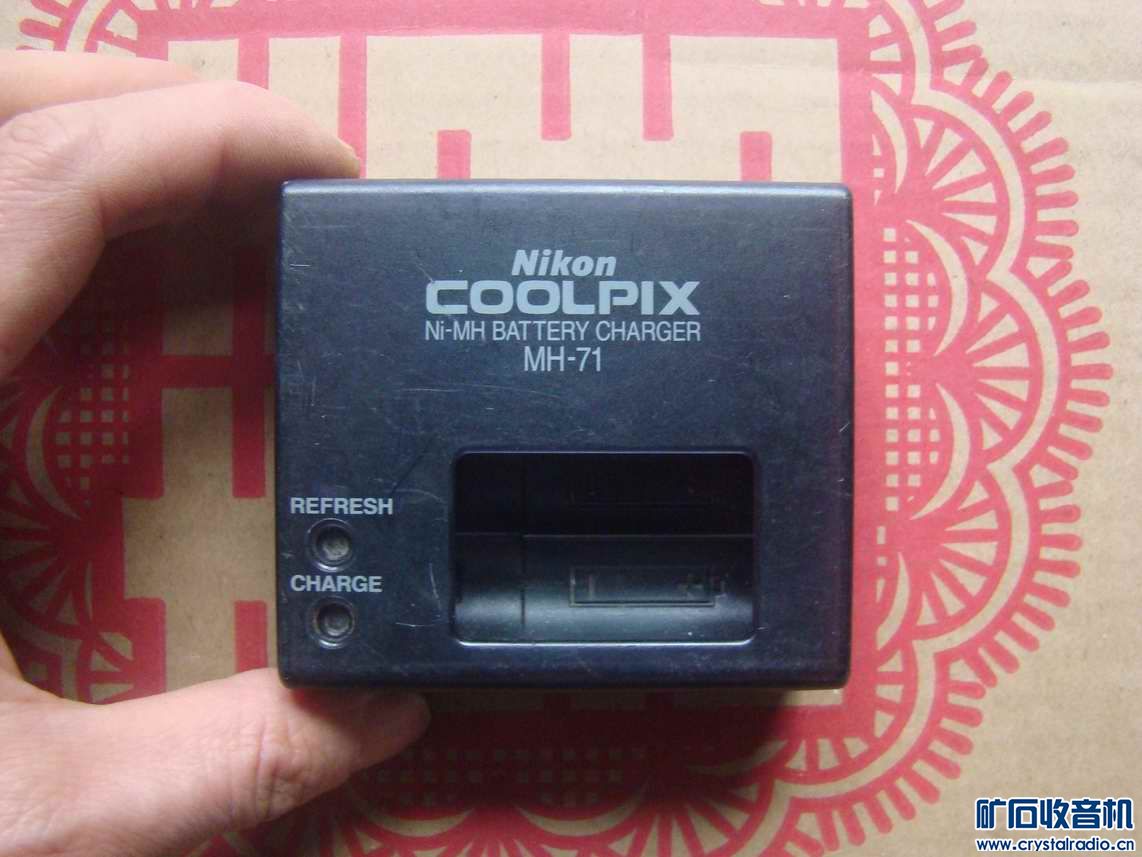 Nikon
COOLPIX
Ni-MH BATTERY CHARGER
MH-71
REFRESH
CHARGE
矿石收音机
www.crystalradio.cn